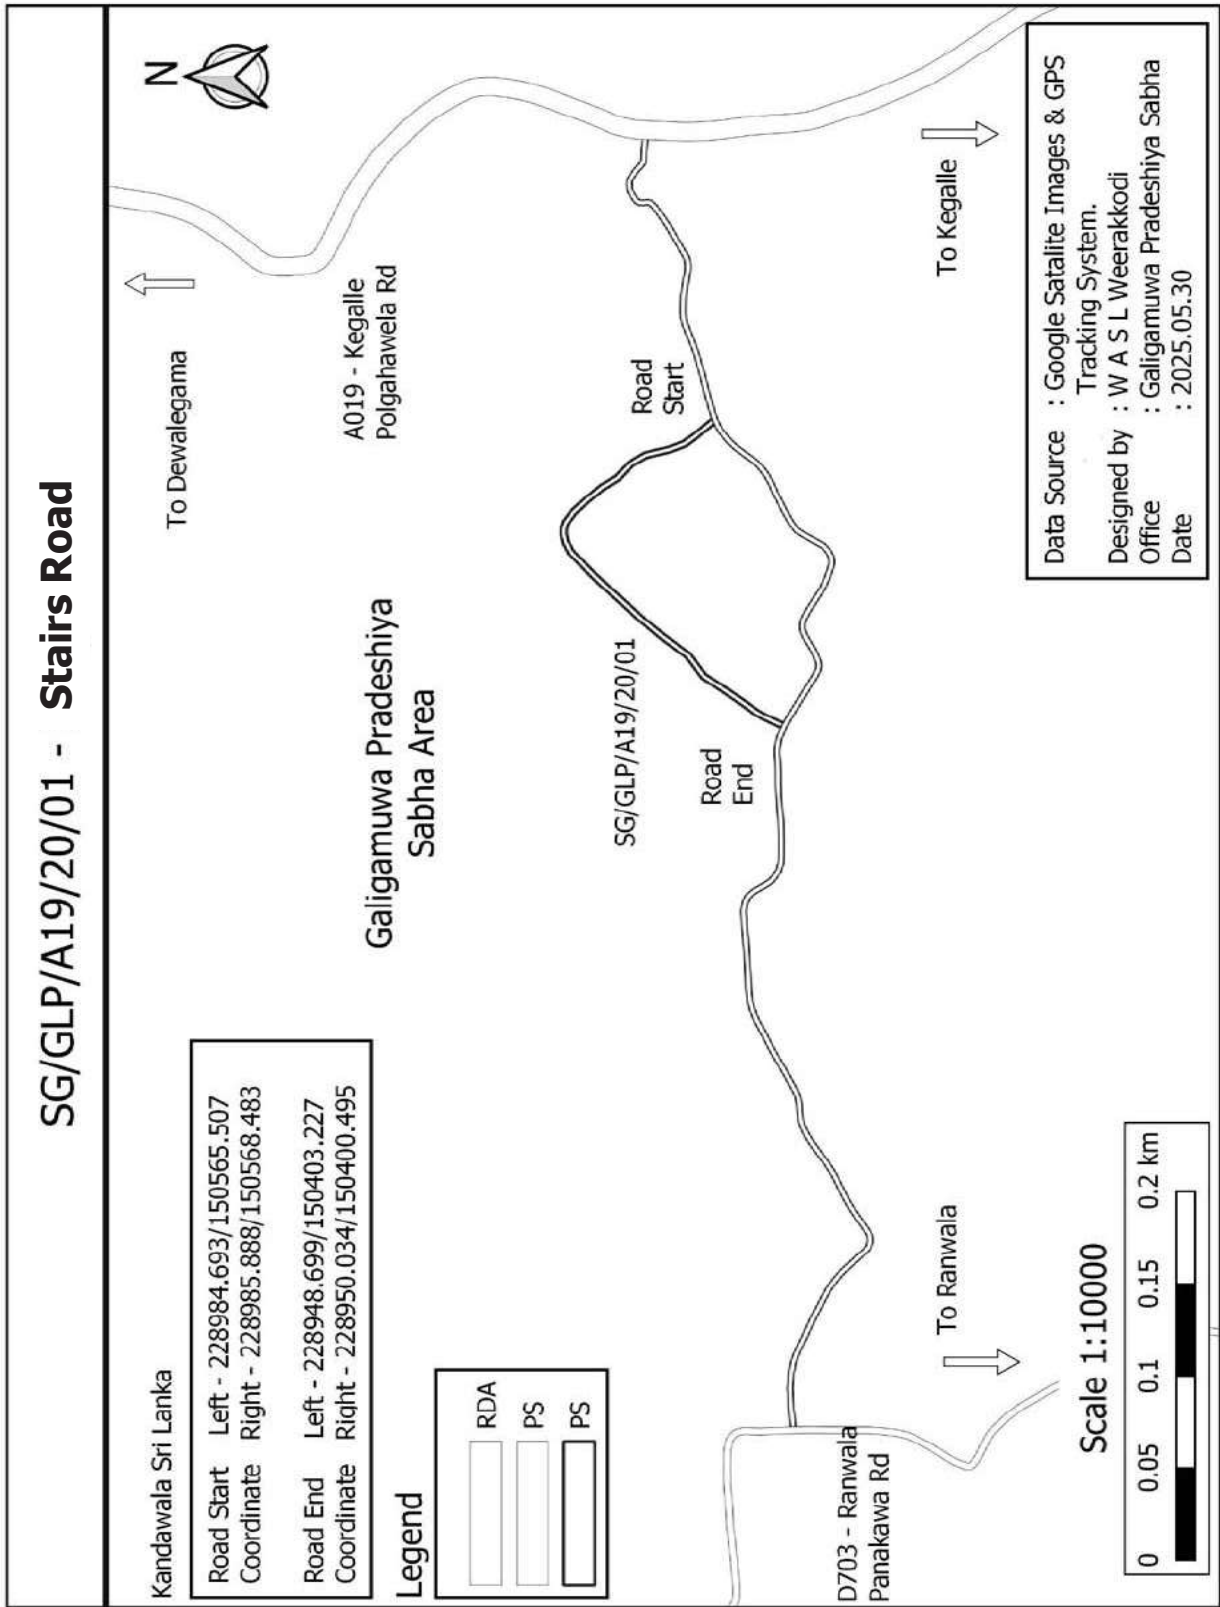 SG/GLP/A19/20/01 - Stairs Road
Kandawala Sri Lanka
Road Start Left - 228984.693/150565.507
Coordinate Right - 228985.888/150568.483
Road End Left - 228948.699/150403.227
Coordinate Right - 228950.034/150400.495
Legend
RDA
PS
PS
To Dewalegama
N
A019 - Kegalle
Polgahawela Rd
Galigamuwa Pradeshiya
Sabha Area
Road
Start
SG/GLP/A19/20/01
Road
End
D703 - Ranwala
Panakawa Rd
To Ranwala
To Kegalle
Scale 1:10000
0 0.05 0.1 0.15 0.2 km
Data Source : Google Satalite Images & GPS
Tracking System.
Designed by : W A S L Weerakkodi
Office : Galigamuwa Pradeshiya Sabha
Date : 2025.05.30